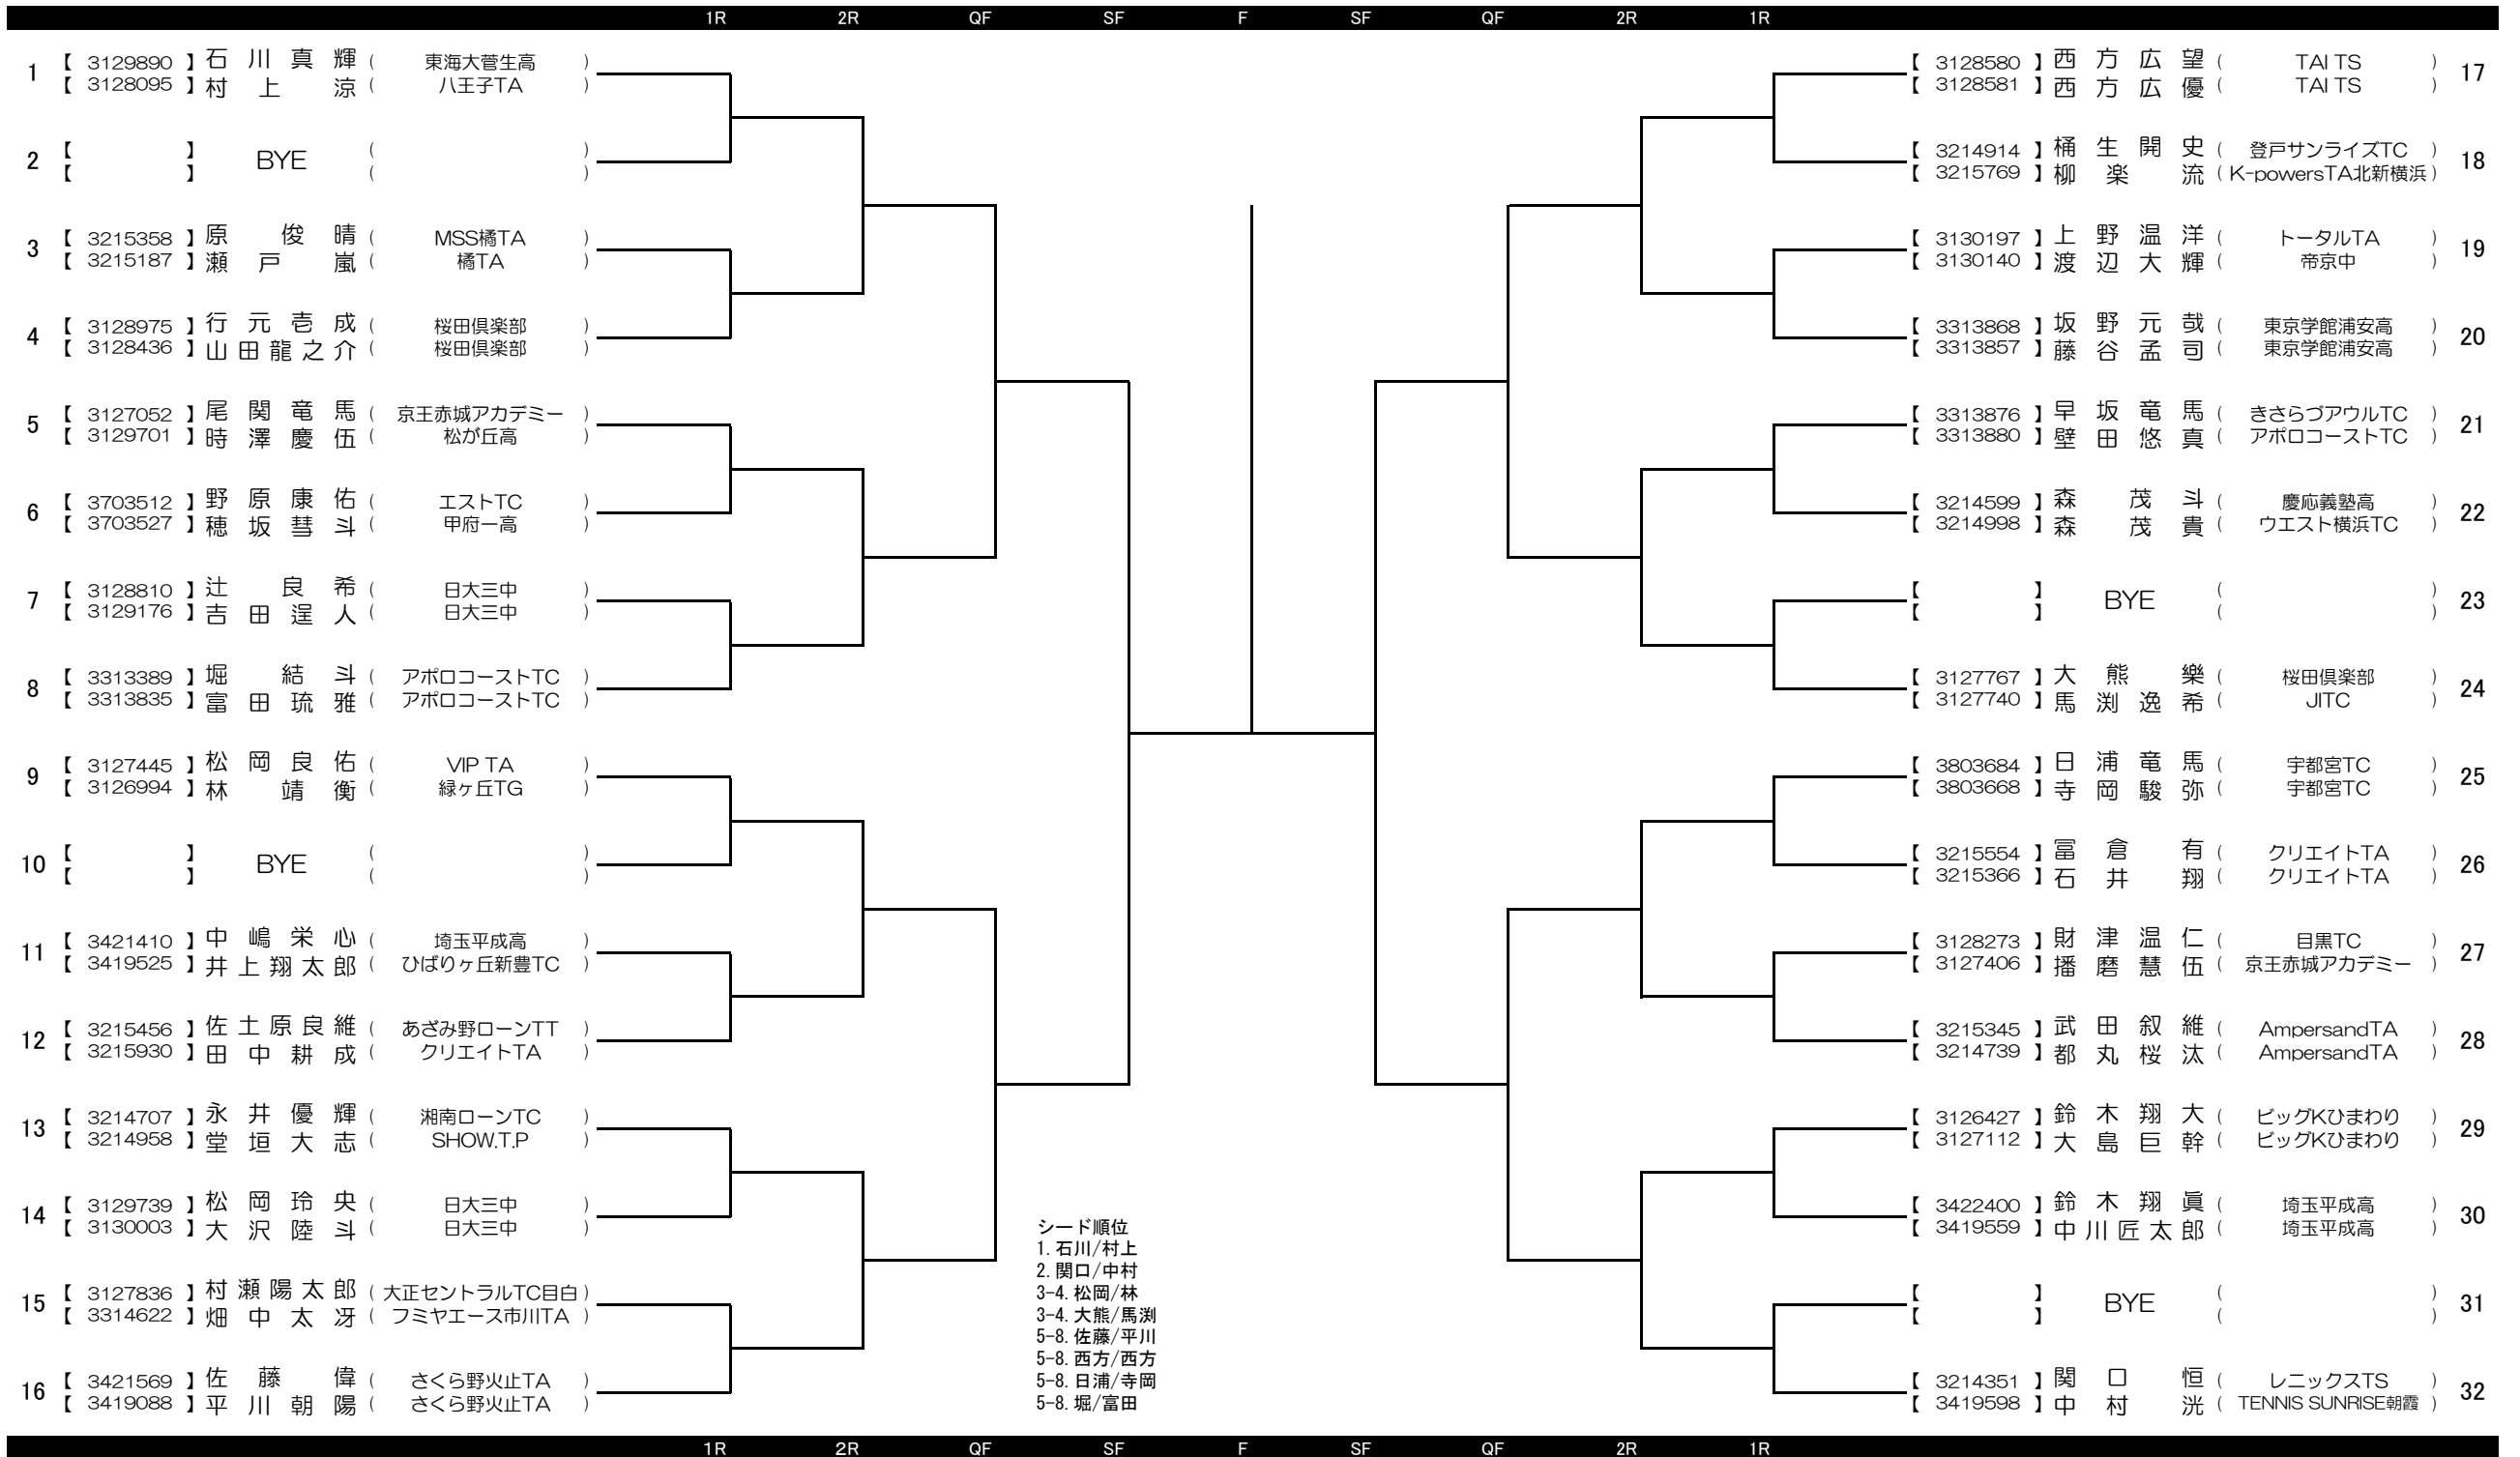 1R 2R QF SF F SF QF 2R 1R
1 【 3129890 】 石川真輝 ( 東海大菅生高 )
【 3128095 】 村上涼 ( 八王子TA )
2 【 】 BYE ( )
【 】 ( )
3 【 3215358 】 原俊晴 ( MSS橘TA )
【 3215187 】 瀬戸嵐 ( 橘TA )
4 【 3128975 】 行元壱成 ( 桜田倶楽部 )
【 3128436 】 山田龍之介 ( 桜田倶楽部 )
5 【 3127052 】 尾関竜馬 ( 京王赤城アカデミー )
【 3129701 】 時澤慶伍 ( 松が丘高 )
6 【 3703512 】 野原康佑 ( エストTC )
【 3703527 】 穂坂彗斗 ( 甲府一高 )
7 【 3128810 】 辻良希 ( 日大三中 )
【 3129176 】 吉田逞人 ( 日大三中 )
8 【 3313389 】 堀結斗 ( アポロコーストTC )
【 3313835 】 富田琉雅 ( アポロコーストTC )
9 【 3127445 】 松岡良佑 ( VIP TA )
【 3126994 】 林靖衡 ( 緑ヶ丘TG )
10 【 】 BYE ( )
【 】 ( )
11 【 3421410 】 中嶋栄心 ( 埼玉平成高 )
【 3419525 】 井上翔太郎 ( ひばりヶ丘新豊TC )
12 【 3215456 】 佐土原良維 ( あざみ野ローンTT )
【 3215930 】 田中耕成 ( クリエイトTA )
13 【 3214707 】 永井優輝 ( 湘南ローンTC )
【 3214958 】 堂垣大志 ( SHOW.T.P )
14 【 3129739 】 松岡玲央 ( 日大三中 )
【 3130003 】 大沢陸斗 ( 日大三中 )
15 【 3127836 】 村瀬陽太郎 ( 大正セントラルTC目白 )
【 3314622 】 畑中太冴 ( フミヤエース市川TA )
16 【 3421569 】 佐藤偉 ( さくら野火止TA )
【 3419088 】 平川朝陽 ( さくら野火止TA )
シード順位
1. 石川/村上
2. 関口/中村
3-4. 松岡/林
3-4. 大熊/馬渕
5-8. 佐藤/平川
5-8. 西方/西方
5-8. 日浦/寺岡
5-8. 堀/富田
【 3128580 】 西方広望 ( TAI TS ) 17
【 3128581 】 西方広優 ( TAI TS )
【 3214914 】 桶生開史 ( 登戸サンライズTC ) 18
【 3215769 】 柳楽流 ( K-powersTA北新横浜 )
【 3130197 】 上野温洋 ( トータルTA ) 19
【 3130140 】 渡辺大輝 ( 帝京中 )
【 3313868 】 坂野元哉 ( 東京学館浦安高 ) 20
【 3313857 】 藤谷孟司 ( 東京学館浦安高 )
【 3313876 】 早坂竜馬 ( きさらづアウルTC ) 21
【 3313880 】 壁田悠真 ( アポロコーストTC )
【 3214599 】 森茂斗 ( 慶応義塾高 ) 22
【 3214998 】 森茂貴 ( ウエスト横浜TC )
【 】 BYE ( ) 23
【 】 ( )
【 3127767 】 大熊樂 ( 桜田倶楽部 ) 24
【 3127740 】 馬渕逸希 ( JITC )
【 3803684 】 日浦竜馬 ( 宇都宮TC ) 25
【 3803668 】 寺岡駿弥 ( 宇都宮TC )
【 3215554 】 冨倉有 ( クリエイトTA ) 26
【 3215366 】 石井翔 ( クリエイトTA )
【 3128273 】 財津温仁 ( 目黒TC ) 27
【 3127406 】 播磨慧伍 ( 京王赤城アカデミー )
【 3215345 】 武田叙維 ( AmpersandTA ) 28
【 3214739 】 都丸桜汰 ( AmpersandTA )
【 3126427 】 鈴木翔大 ( ビッグKひまわり ) 29
【 3127112 】 大島巨幹 ( ビッグKひまわり )
【 3422400 】 鈴木翔眞 ( 埼玉平成高 ) 30
【 3419559 】 中川匠太郎 ( 埼玉平成高 )
【 】 BYE ( ) 31
【 】 ( )
【 3214351 】 関口恒 ( レニックスTS ) 32
【 3419598 】 中村洸 ( TENNIS SUNRISE朝霞 )
1R 2R QF SF F SF QF 2R 1R